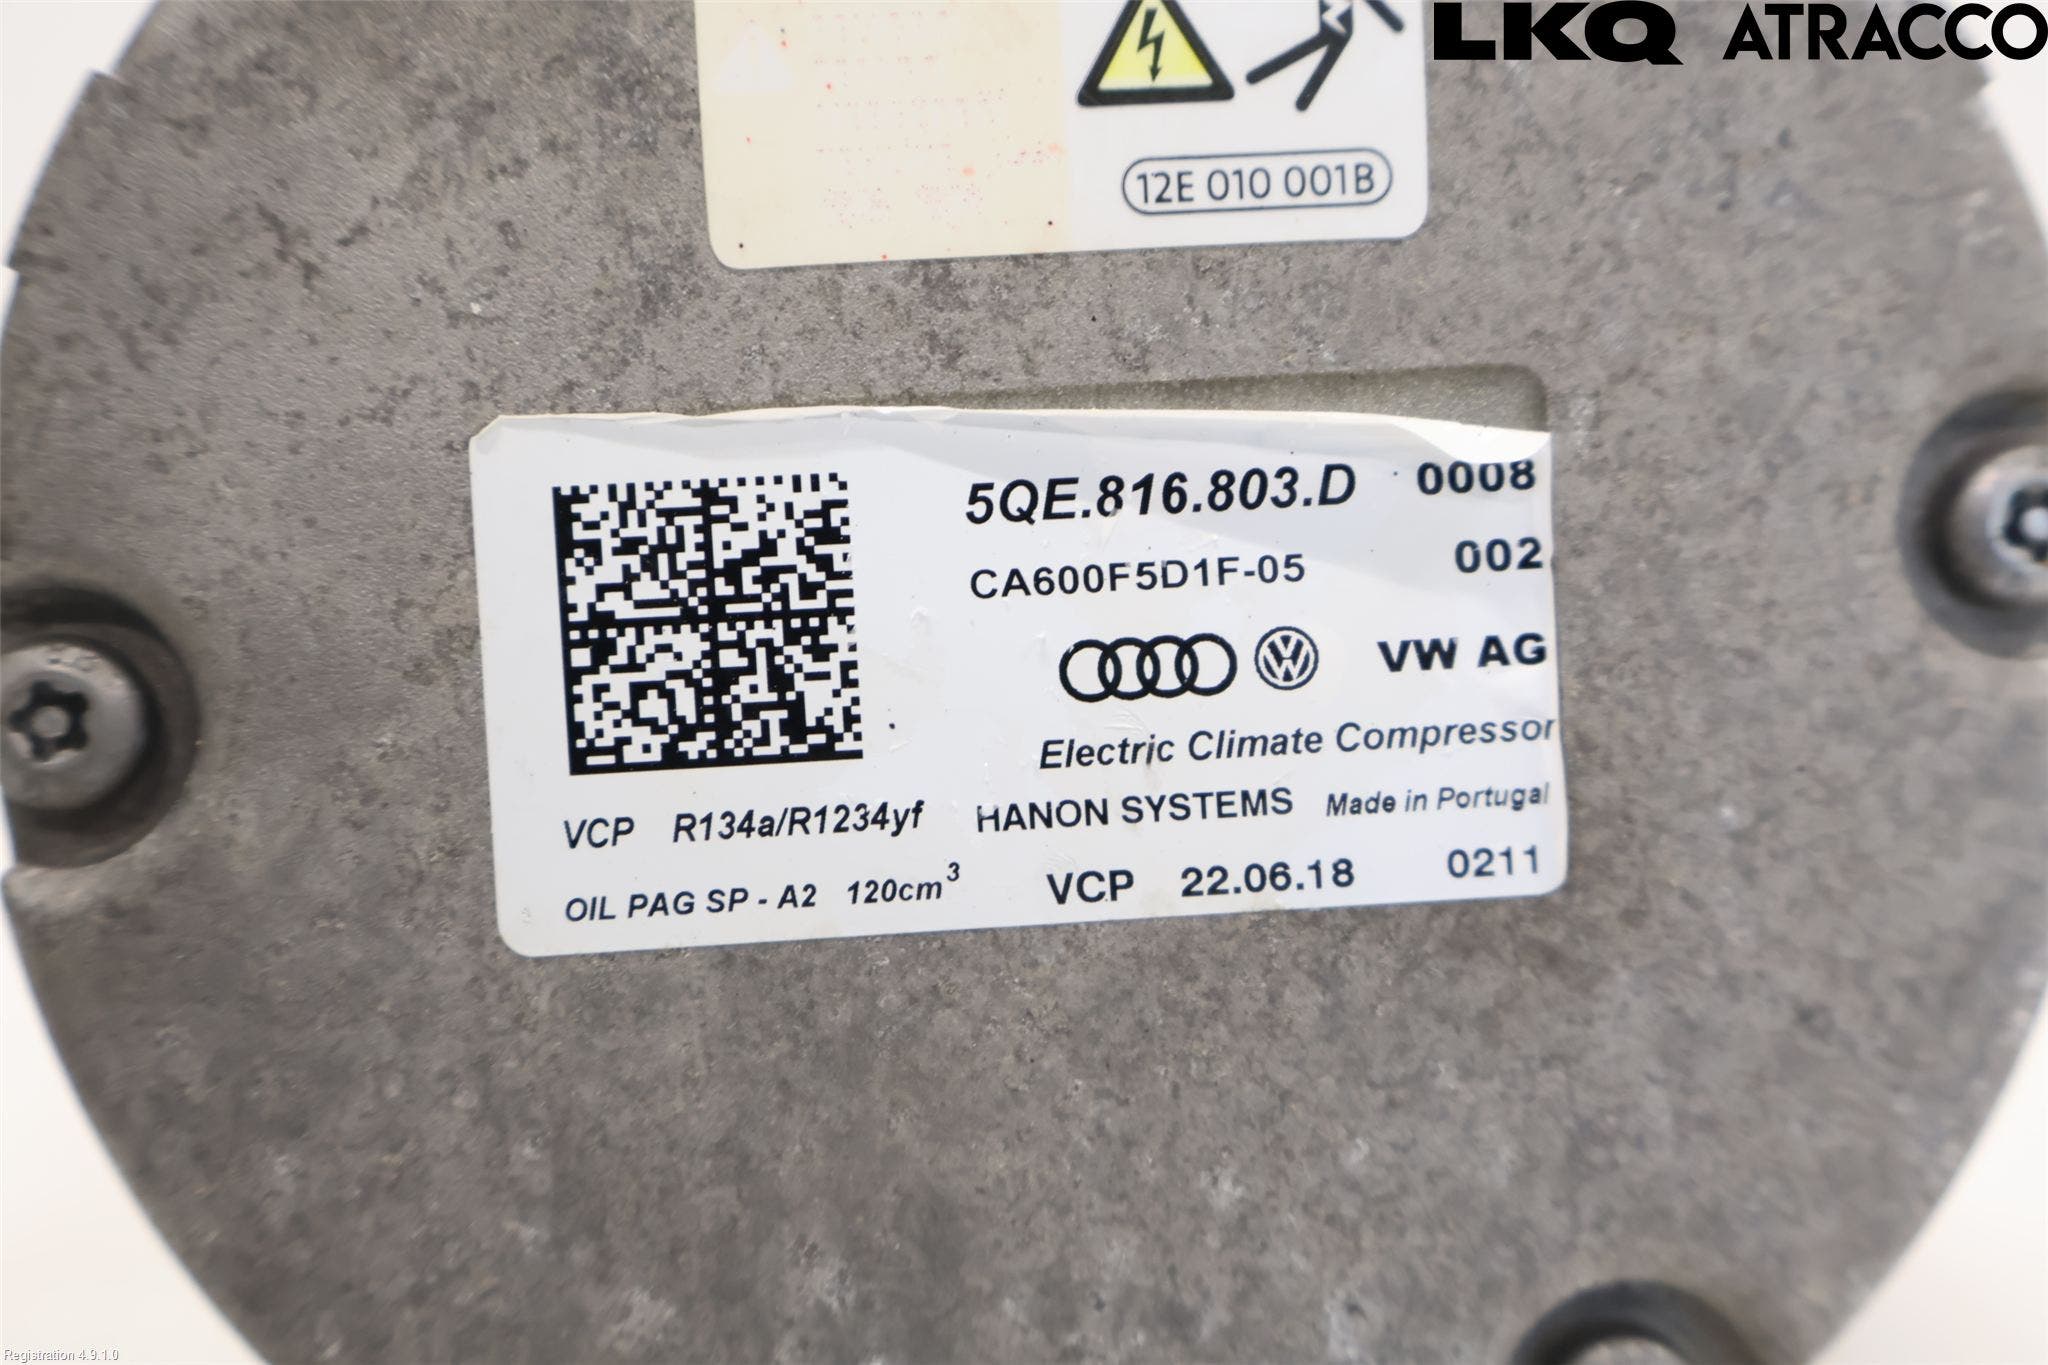 LKQ ATRACCO
12E 010 001B
5QE.816.803.D 0008
CA600F5D1F-05 002
VW AG
Electric Climate Compressor
VCP R134a/R1234yf HANON SYSTEMS Made in Portugal
OIL PAG SP - A2 120cm³ VCP 22.06.18 0211
Registration 4.9.1.0